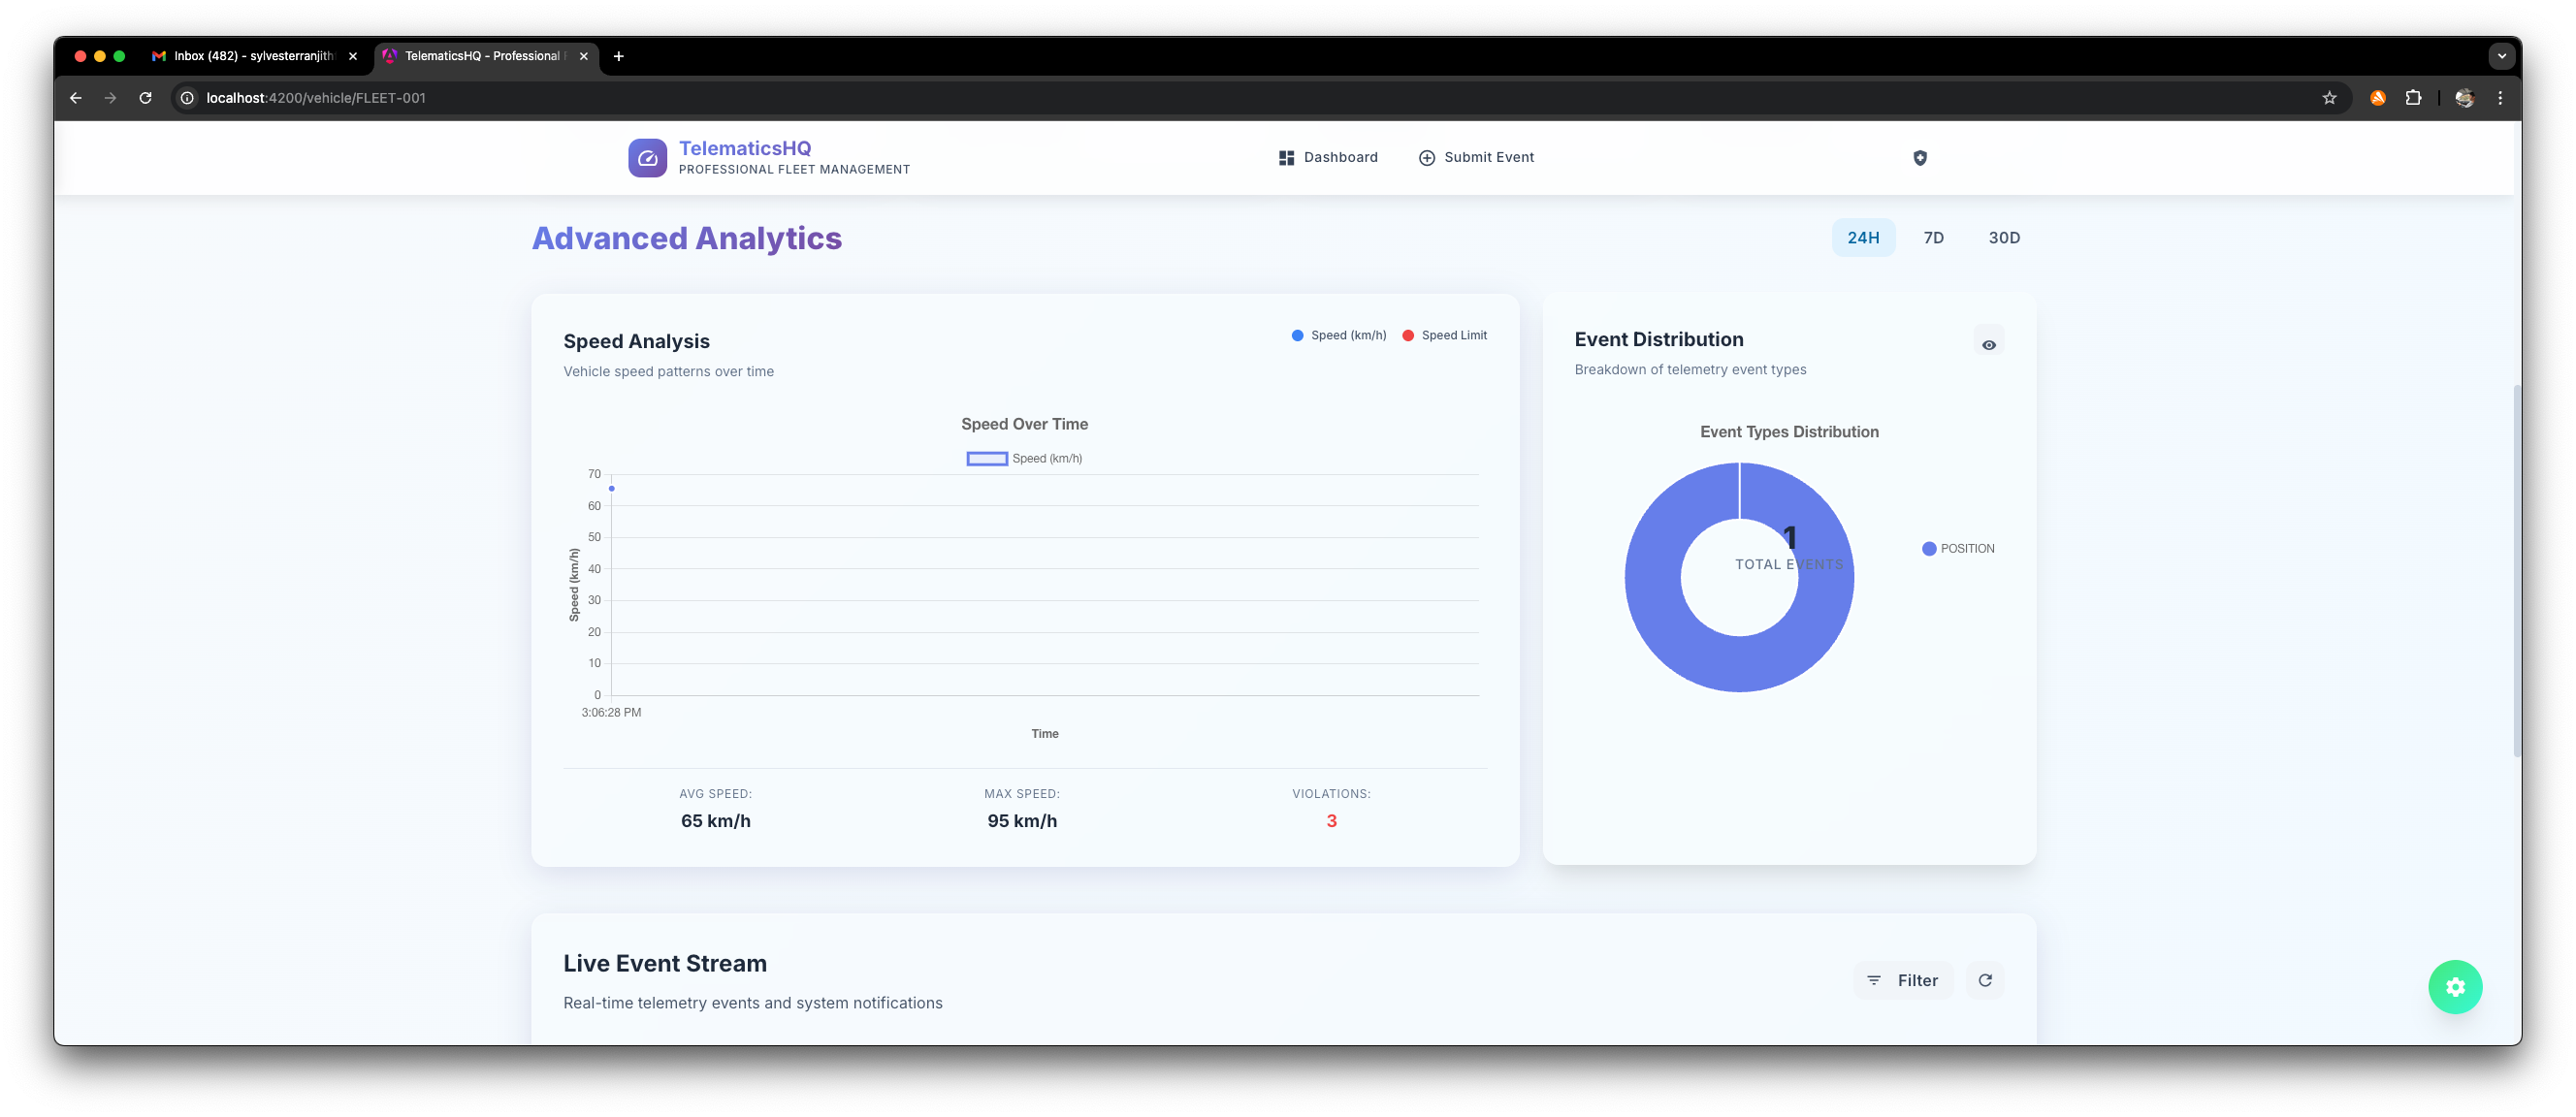 Inbox (482) - sylvesterranjith
TelematicsHQ - Professional
localhost:4200/vehicle/FLEET-001
TelematicsHQ
PROFESSIONAL FLEET MANAGEMENT
Dashboard
Submit Event
Advanced Analytics
24H
7D
30D
Speed Analysis
Vehicle speed patterns over time
Speed (km/h)
Speed Limit
Speed Over Time
Speed (km/h)
70
60
50
40
30
20
10
0
Speed (km/h)
3:06:28 PM
Time
AVG SPEED:
65 km/h
MAX SPEED:
95 km/h
VIOLATIONS:
3
Event Distribution
Breakdown of telemetry event types
Event Types Distribution
1
TOTAL EVENTS
POSITION
Live Event Stream
Real-time telemetry events and system notifications
Filter